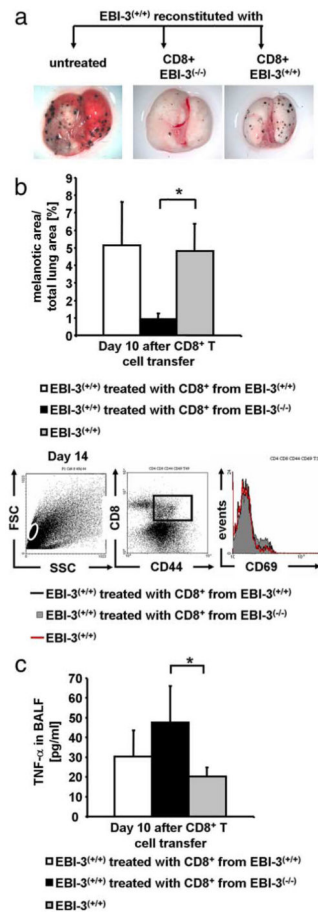 a
EBI-3(+/+) reconstituted with
untreated
CD8+
EBI-3(-/-)
CD8+
EBI-3(+/+)
b
melanotic area/
total lung area [%]
9
8
7
6
5
4
3
2
1
0
*
Day 10 after CD8+ T
cell transfer
EBI-3(+/+) treated with CD8+ from EBI-3(+/+)
EBI-3(+/+) treated with CD8+ from EBI-3(-/-)
EBI-3(+/+)
Day 14
FSC
SSC
CD8
CD44
events
CD69
EBI-3(+/+) treated with CD8+ from EBI-3(+/+)
EBI-3(+/+) treated with CD8+ from EBI-3(-/-)
EBI-3(+/+)
c
TNF-α in BALF
[pg/ml]
70
60
50
40
30
20
10
0
*
Day 10 after CD8+ T
cell transfer
EBI-3(+/+) treated with CD8+ from EBI-3(+/+)
EBI-3(+/+) treated with CD8+ from EBI-3(-/-)
EBI-3(+/+)